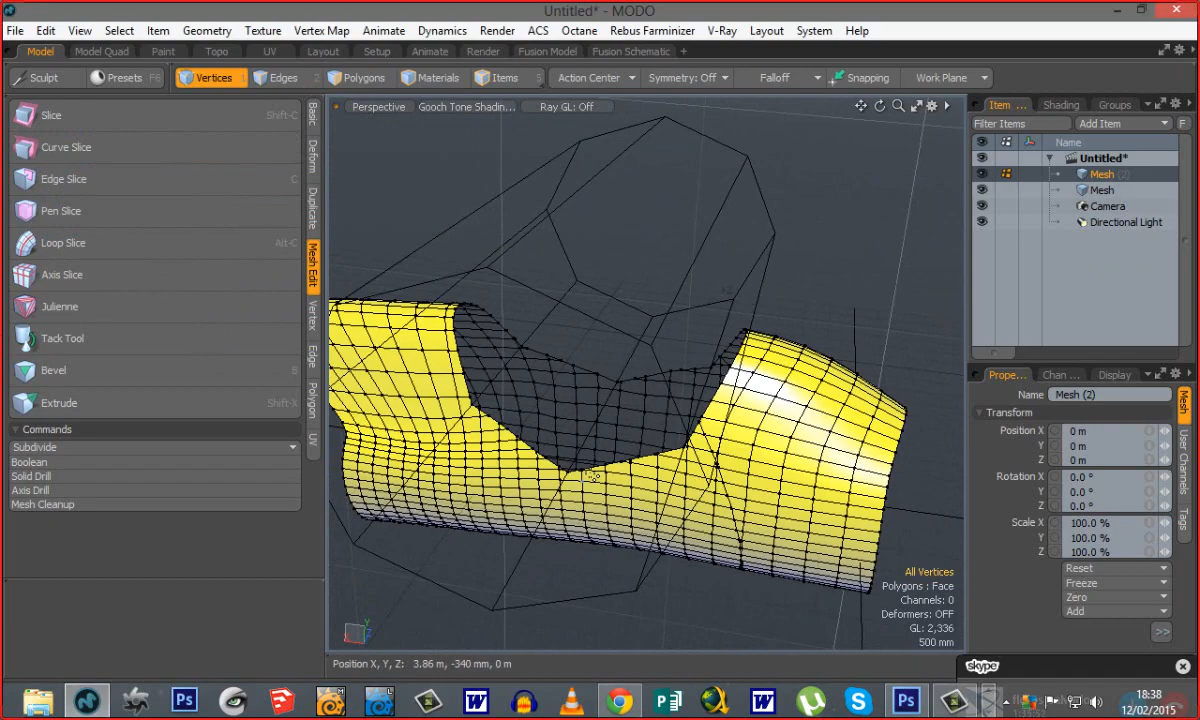 Untitled* - MODO
File Edit View Select Item Geometry Texture Vertex Map Animate Dynamics Render ACS Octane Rebus Farminizer V-Ray Layout System Help
Model Model Quad Paint Topo UV Layout Setup Animate Render Fusion Model Fusion Schematic +
Sculpt Presets F6 Vertices 1 Edges 2 Polygons Materials Items 5 Action Center Symmetry: Off Falloff Snapping Work Plane
Perspective Gooch Tone Shadin... Ray GL: Off
Slice Shift-C
Curve Slice
Edge Slice C
Pen Slice
Loop Slice Alt-C
Axis Slice
Julienne
Tack Tool
Bevel B
Extrude Shift-X
Commands
Subdivide
Boolean
Solid Drill
Axis Drill
Mesh Cleanup
Basic
Deform
Duplicate
Mesh Edit
Vertex
Edge
Polygon
UV
All Vertices
Polygons : Face
Channels: 0
Deformers: OFF
GL: 2,336
500 mm
Position X, Y, Z: 3.86 m, -340 mm, 0 m
Item ... Shading Groups
Filter Items Add Item F
Name
Untitled*
Mesh (2)
Mesh
Camera
Directional Light
Prope... Chan ... Display
Name Mesh (2)
Transform
Position X 0 m
Y 0 m
Z 0 m
Rotation X 0.0 °
Y 0.0 °
Z 0.0 °
Scale X 100.0 %
Y 100.0 %
Z 100.0 %
Reset
Freeze
Zero
Add
>>
Mesh
User Channels
Tags
skype
18:38
12/02/2015